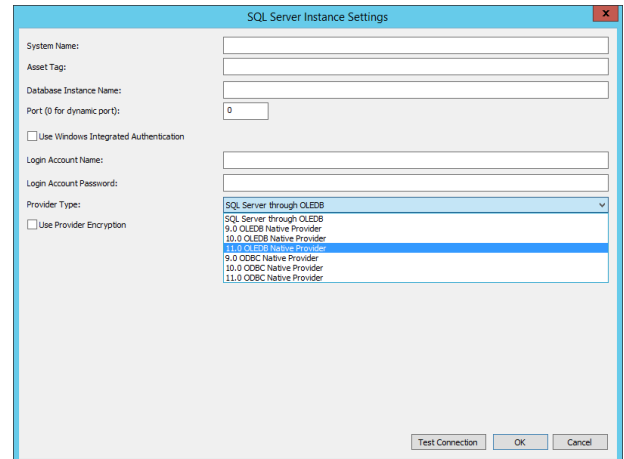 SQL Server Instance Settings
x
System Name:
Asset Tag:
Database Instance Name:
Port (0 for dynamic port):
0
Use Windows Integrated Authentication
Login Account Name:
Login Account Password:
Provider Type:
SQL Server through OLEDB
Use Provider Encryption
SQL Server through OLEDB
9.0 OLEDB Native Provider
10.0 OLEDB Native Provider
11.0 OLEDB Native Provider
9.0 ODBC Native Provider
10.0 ODBC Native Provider
11.0 ODBC Native Provider
Test Connection
OK
Cancel